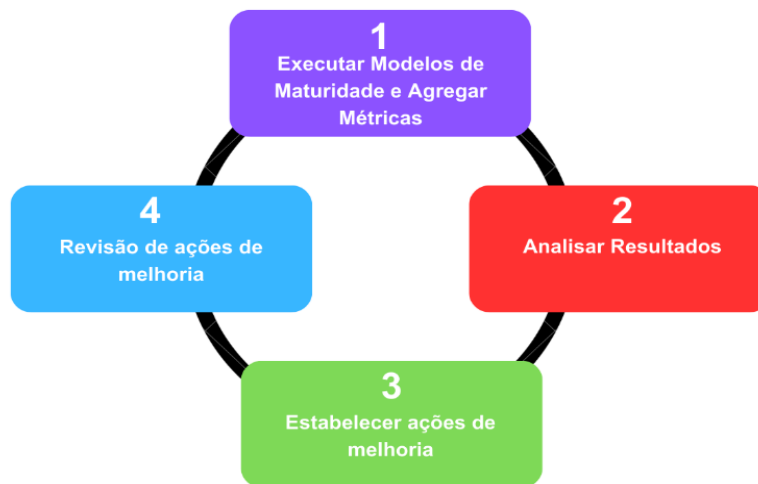 1
Executar Modelos de
Maturidade e Agregar
Métricas
4
Revisão de ações de
melhoria
2
Analisar Resultados
3
Estabelecer ações de
melhoria